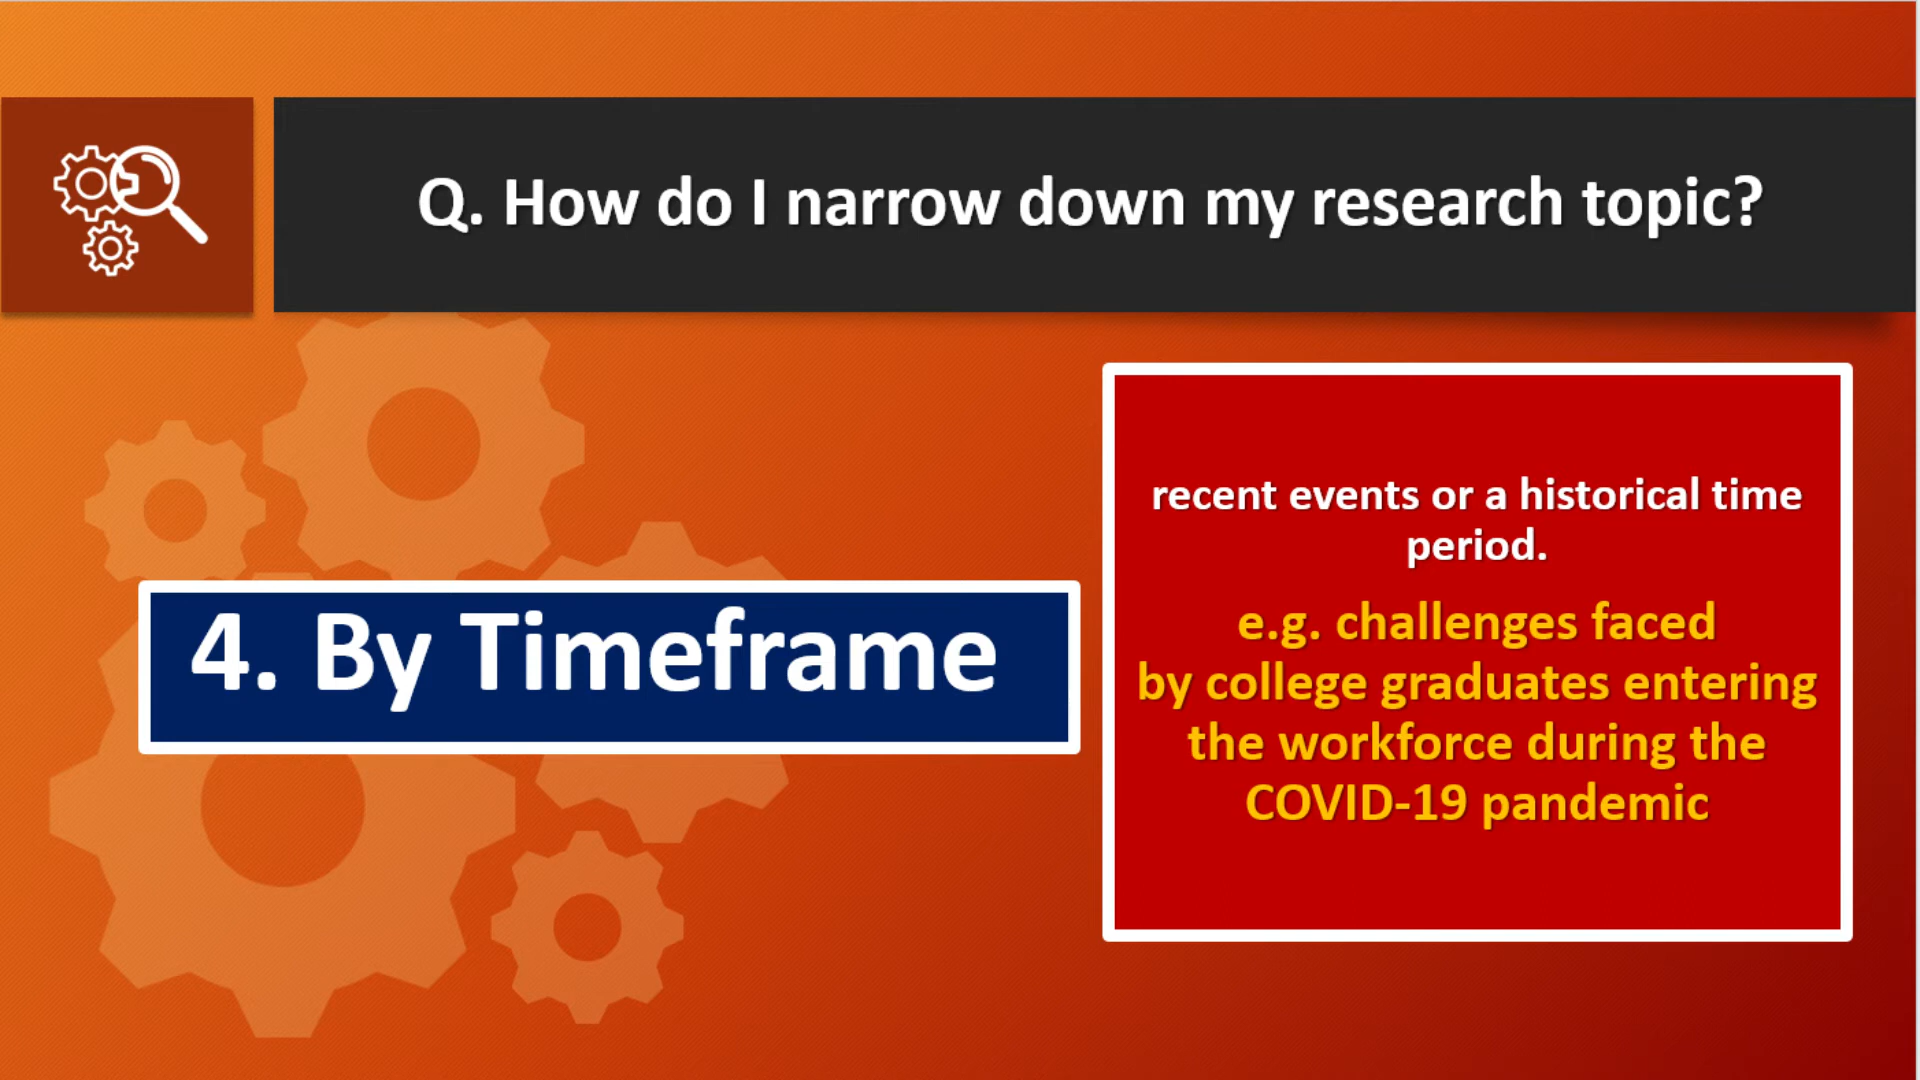 Q. How do I narrow down my research topic?
4. By Timeframe
recent events or a historical time
period.
e.g. challenges faced
by college graduates entering
the workforce during the
COVID-19 pandemic